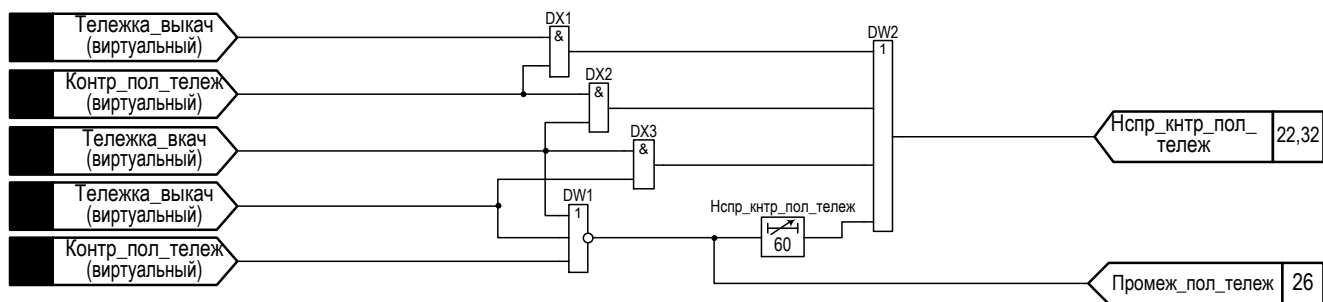 Тележка_выкач
(виртуальный)
Контр_пол_тележ
(виртуальный)
Тележка_вкач
(виртуальный)
Тележка_выкач
(виртуальный)
Контр_пол_тележ
(виртуальный)
DX1
&
DX2
&
DX3
&
DW1
1
DW2
1
Нспр_кнтр_пол_тележ
60
Нспр_кнтр_пол_
тележ
22,32
Промеж_пол_тележ
26